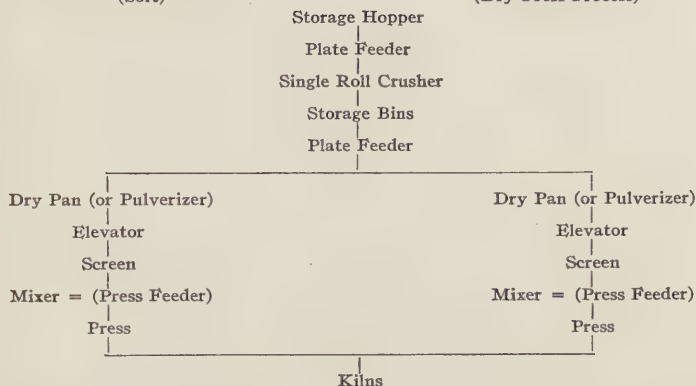 (Soft)
Storage Hopper
Plate Feeder
Single Roll Crusher
Storage Bins
Plate Feeder
Dry Pan (or Pulverizer)
Dry Pan (or Pulverizer)
Elevator
Elevator
Screen
Screen
Mixer = (Press Feeder)
Mixer = (Press Feeder)
Press
Press
Kilns